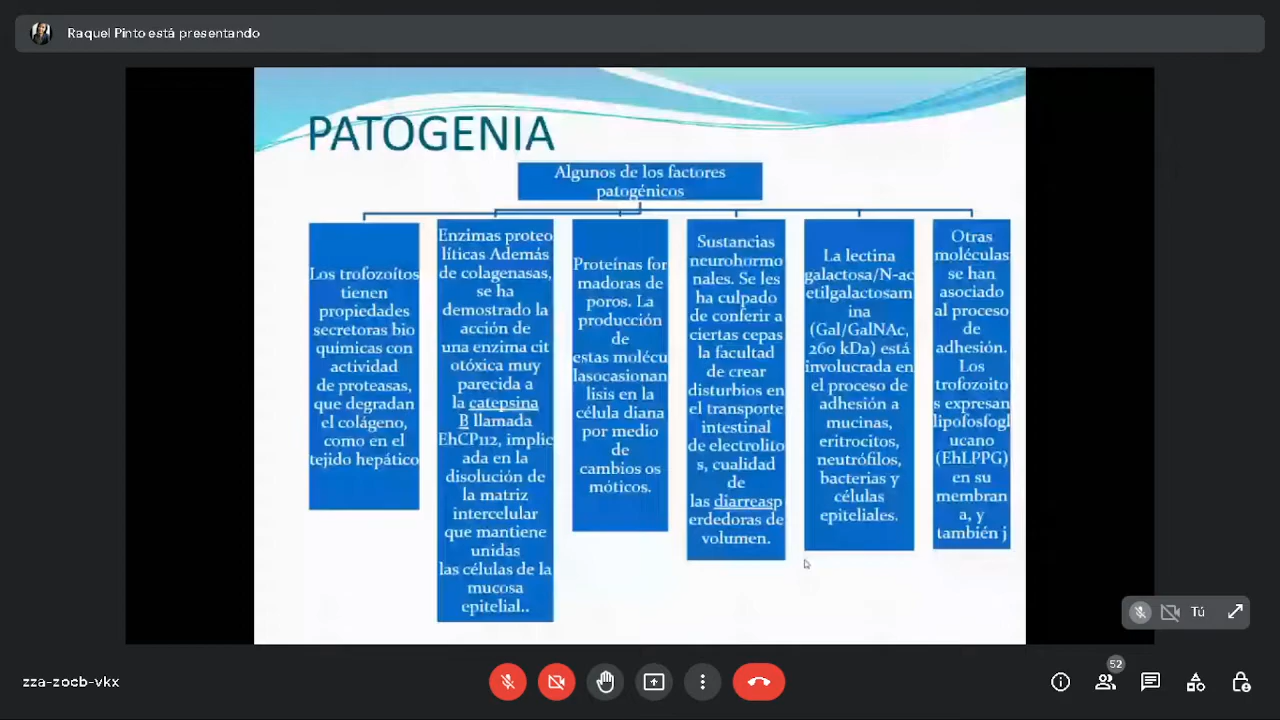 Raquel Pinto está presentando
PATOGENIA
Algunos de los factores
patogénicos
Los trofozoítos
tienen
propiedades
secretoras bio
químicas con
actividad
de proteasas,
que degradan
el colágeno,
como en el
tejido hepático
Enzimas proteo
líticas Además
de colagenasas,
se ha
demostrado la
acción de
una enzima cit
otóxica muy
parecida a
la catepsina
B llamada
EhCP112, implic
ada en la
disolución de
la matriz
intercelular
que mantiene
unidas
las células de la
mucosa
epitelial..
Proteínas for
madoras de
poros. La
producción
de
estas molécu
lasocasionan
lisis en la
célula diana
por medio
de
cambios os
móticos.
Sustancias
neurohormo
nales. Se les
ha culpado
de conferir a
ciertas cepas
la facultad
de crear
disturbios en
el transporte
intestinal
de electrolito
s, cualidad
de
las diarreasp
erdedoras de
volumen.
La lectina
galactosa/N-ac
etilgalactosam
ina
(Gal/GalNAc,
260 kDa) está
involucrada en
el proceso de
adhesión a
mucinas,
eritrocitos,
neutrófilos,
bacterias y
células
epiteliales.
Otras
moléculas
se han
asociado
al proceso
de
adhesión.
Los
trofozoito
s expresan
lipofosfogl
ucano
(EhLPPG)
en su
membran
a, y
también j
Tú
zza-zocb-vkx
52